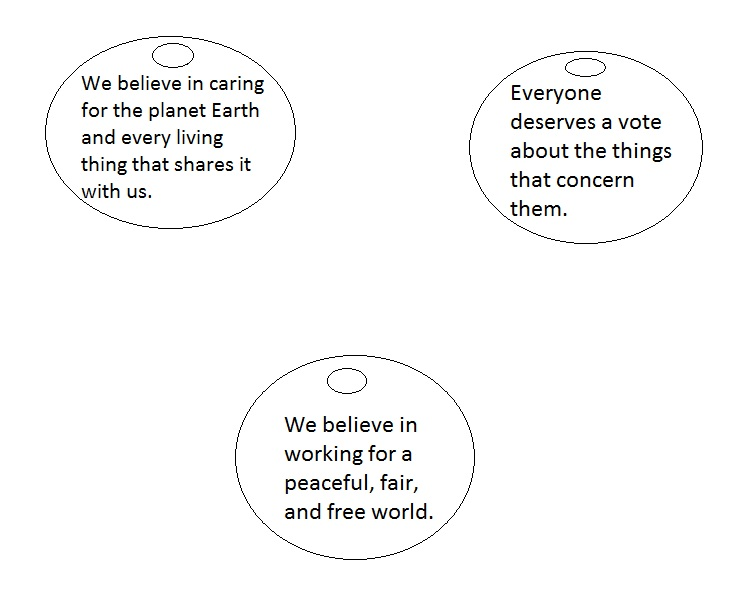 We believe in caring
for the planet Earth
and every living
thing that shares it
with us.
Everyone
deserves a vote
about the things
that concern
them.
We believe in
working for a
peaceful, fair,
and free world.